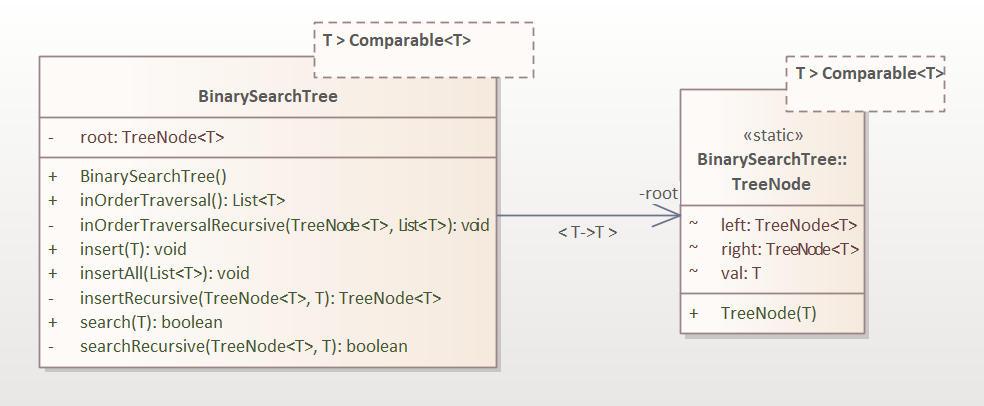 T > Comparable<T>
BinarySearchTree
- root: TreeNode<T>
+ BinarySearchTree()
+ inOrderTraversal(): List<T>
- inOrderTraversalRecursive(TreeNode<T>, List<T>): void
+ insert(T): void
+ insertAll(List<T>): void
- insertRecursive(TreeNode<T>, T): TreeNode<T>
+ search(T): boolean
- searchRecursive(TreeNode<T>, T): boolean
-root
< T->T >
T > Comparable<T>
«static»
BinarySearchTree::
TreeNode
~ left: TreeNode<T>
~ right: TreeNode<T>
~ val: T
+ TreeNode(T)